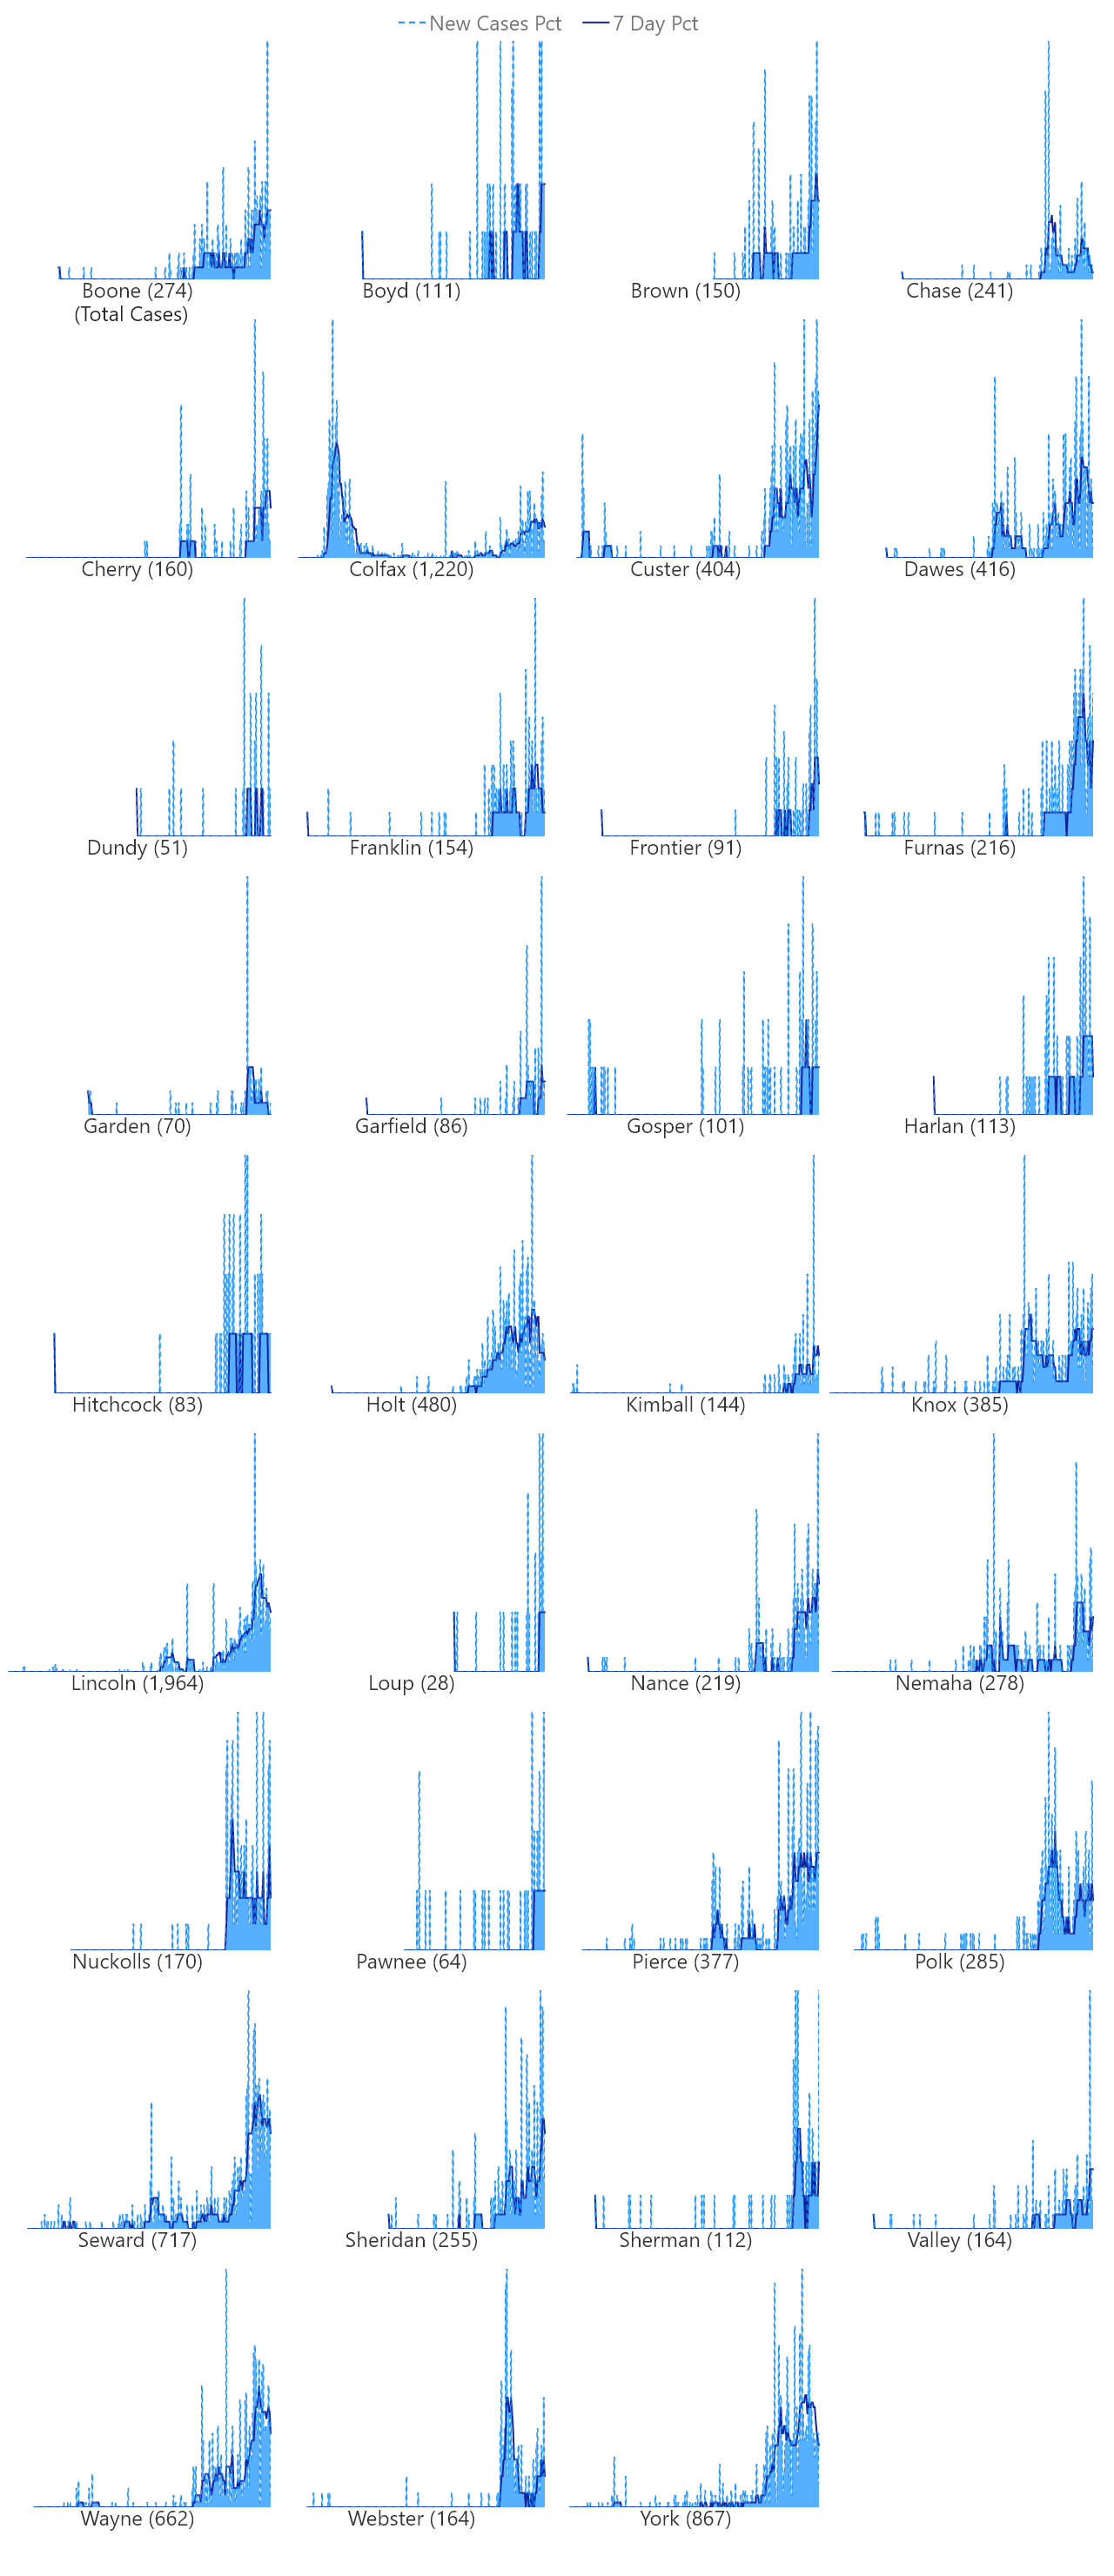 New Cases Pct 7 Day Pct
Boone (274) Boyd (111) Brown (150) Chase (241)
(Total Cases)
Cherry (160) Colfax (1,220) Custer (404) Dawes (416)
Dundy (51) Franklin (154) Frontier (91) Furnas (216)
Garden (70) Garfield (86) Gosper (101) Harlan (113)
Hitchcock (83) Holt (480) Kimball (144) Knox (385)
Lincoln (1,964) Loup (28) Nance (219) Nemaha (278)
Nuckolls (170) Pawnee (64) Pierce (377) Polk (285)
Seward (717) Sheridan (255) Sherman (112) Valley (164)
Wayne (662) Webster (164) York (867)